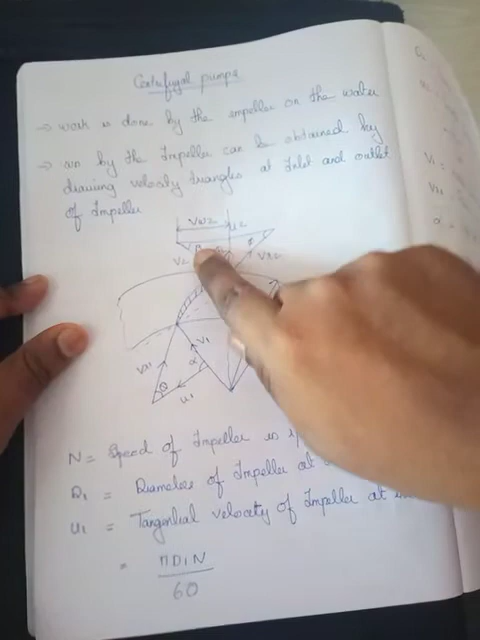 Centrifugal pumps
→ work is done by the impeller on the water
→ WD by the Impeller can be obtained by
drawing velocity triangles at Inlet and outlet
of Impeller
Vw2
u2
V2
Vr2
V1
Vr1
α
θ
u1
N = Speed of Impeller is
D1 = Diameter of Impeller at
u1 = Tangential velocity of Impeller at
= ΠD1N
60
V1 =
α =